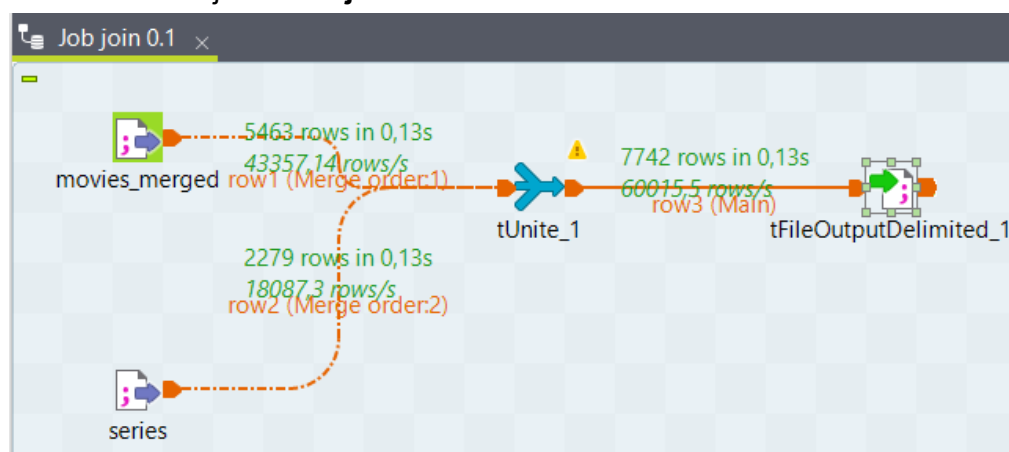 Job join 0.1
5463 rows in 0,13s
43357,14 rows/s
row1 (Merge order:1)
movies_merged
7742 rows in 0,13s
60015,5 rows/s
row3 (Main)
tUnite_1
tFileOutputDelimited_1
2279 rows in 0,13s
18087,3 rows/s
row2 (Merge order:2)
series